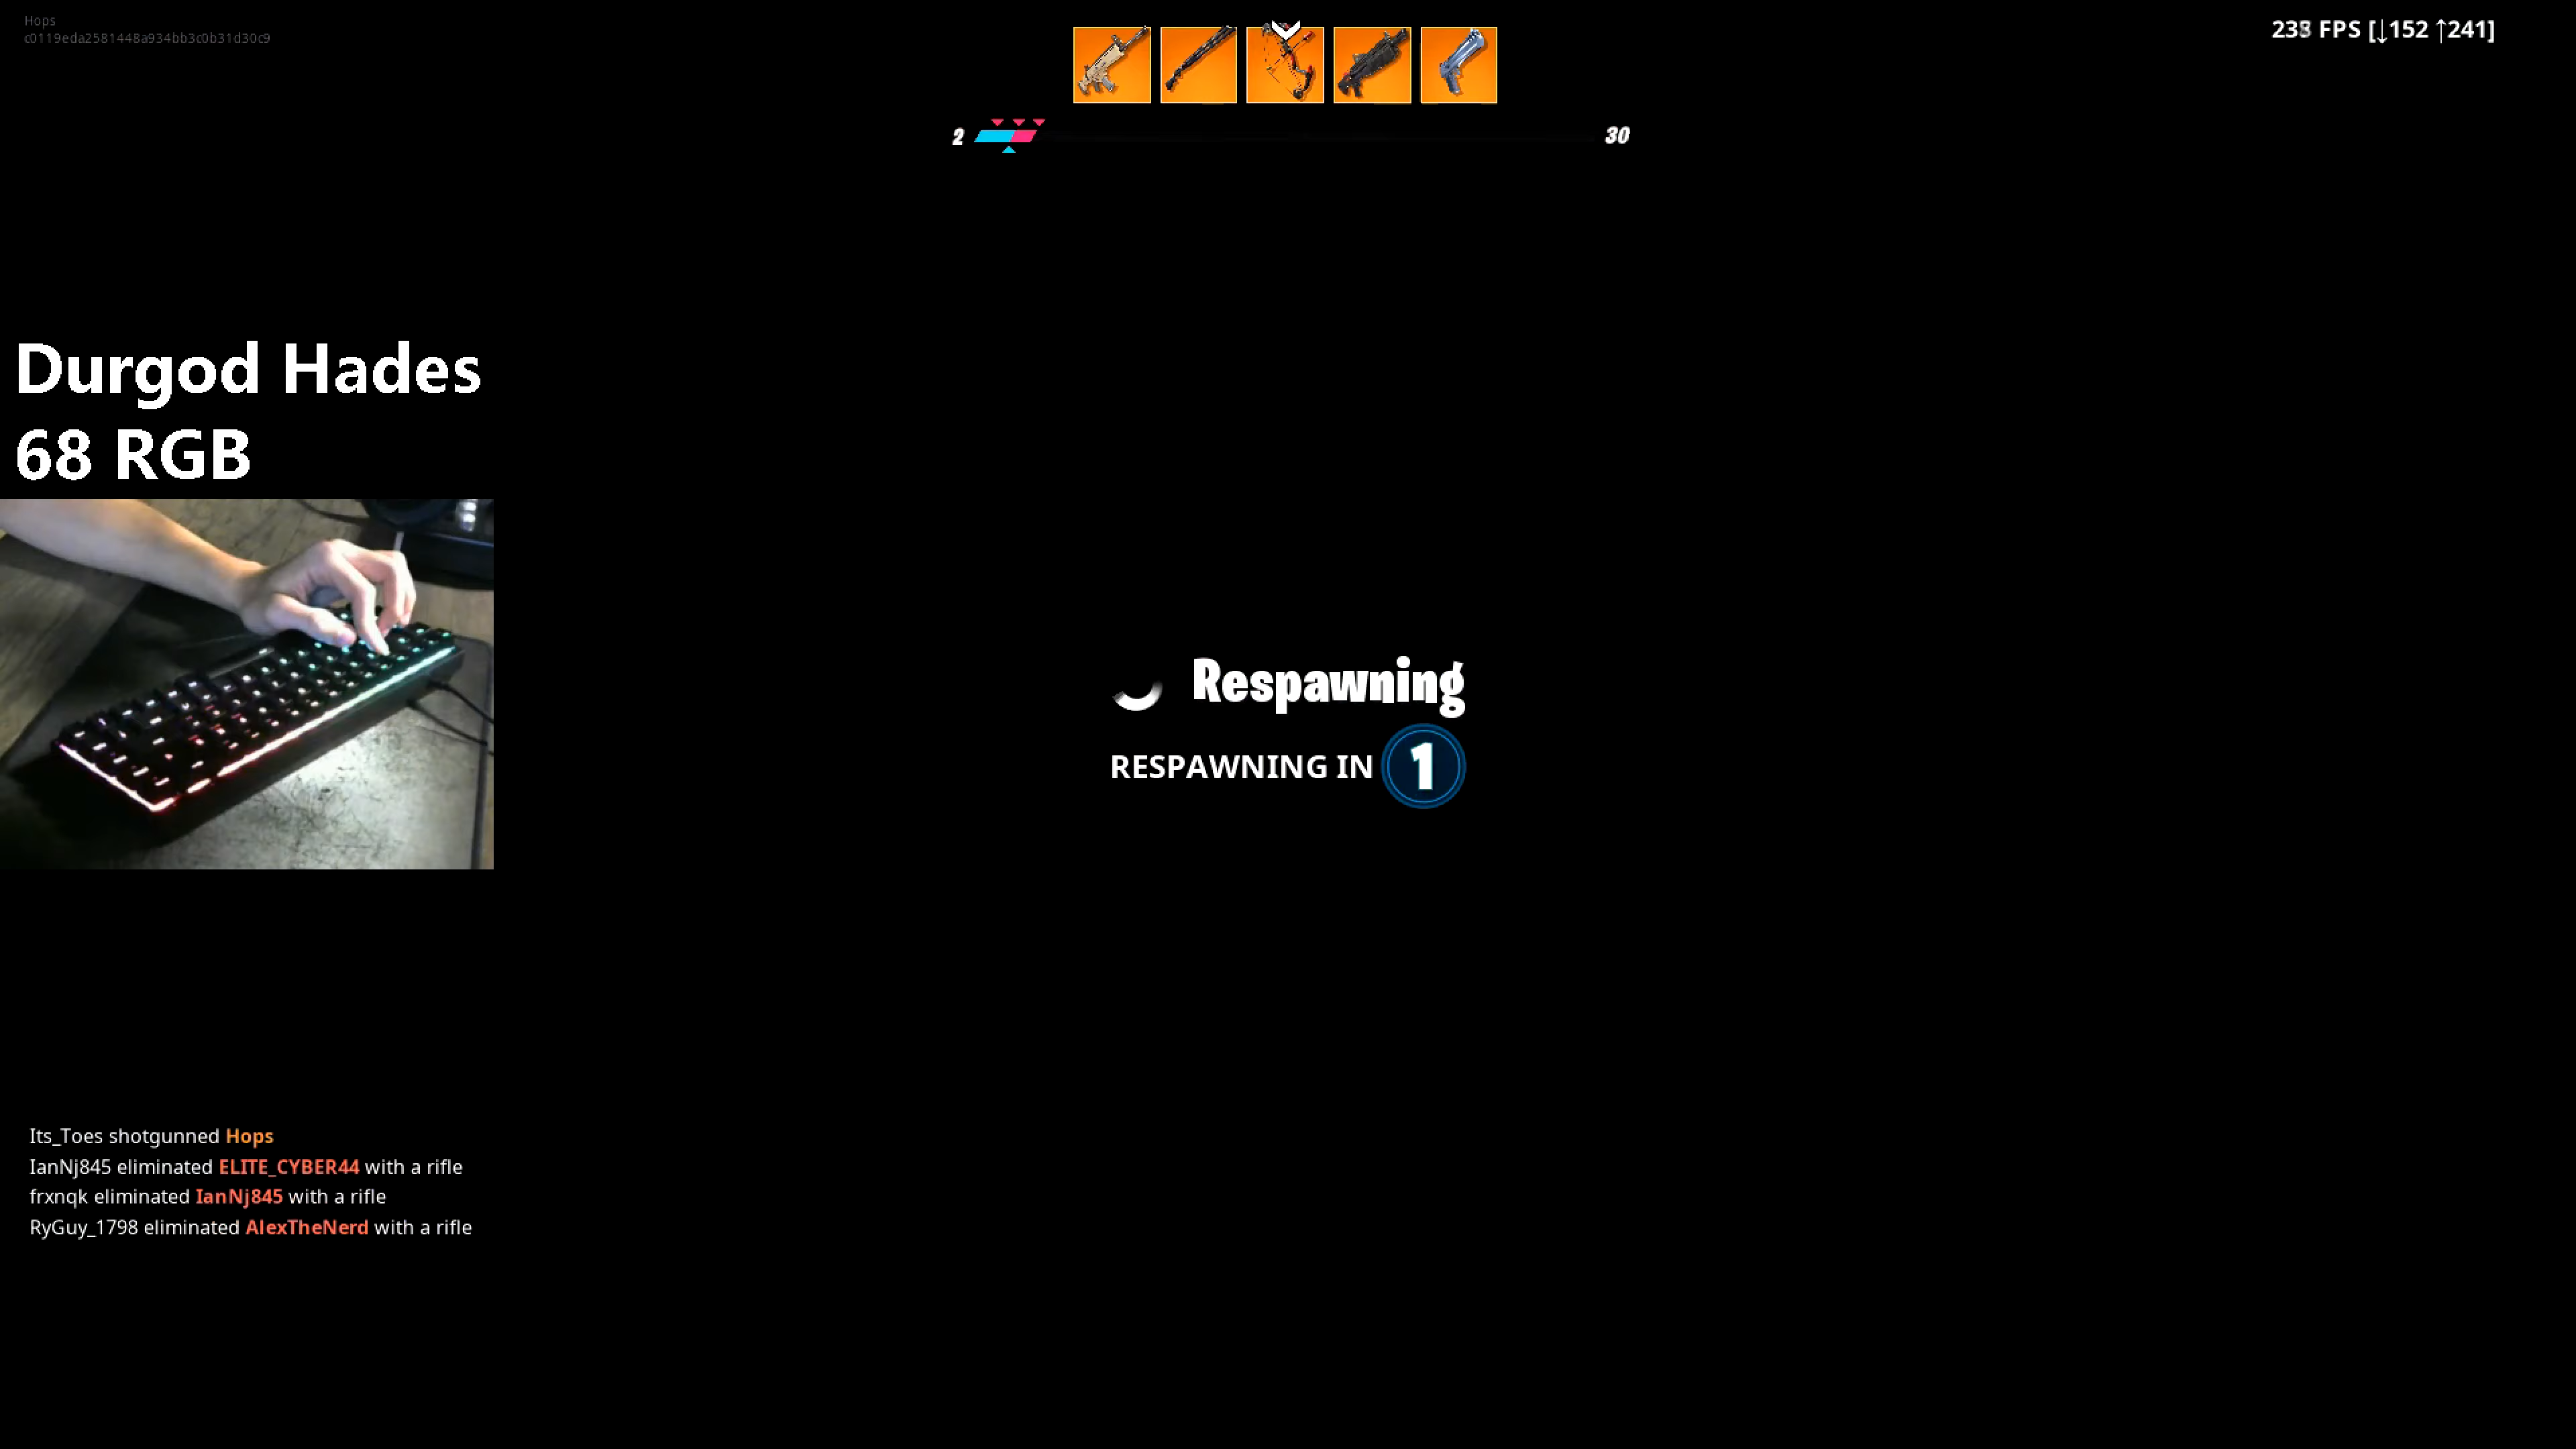 Hops
c0119eda2581448a934bb3c0b31d30c9
238 FPS [↓152 ↑241]
2
30
Durgod Hades
68 RGB
Respawning
RESPAWNING IN 1
Its_Toes shotgunned Hops
IanNj845 eliminated ELITE_CYBER44 with a rifle
frxnqk eliminated IanNj845 with a rifle
RyGuy_1798 eliminated AlexTheNerd with a rifle